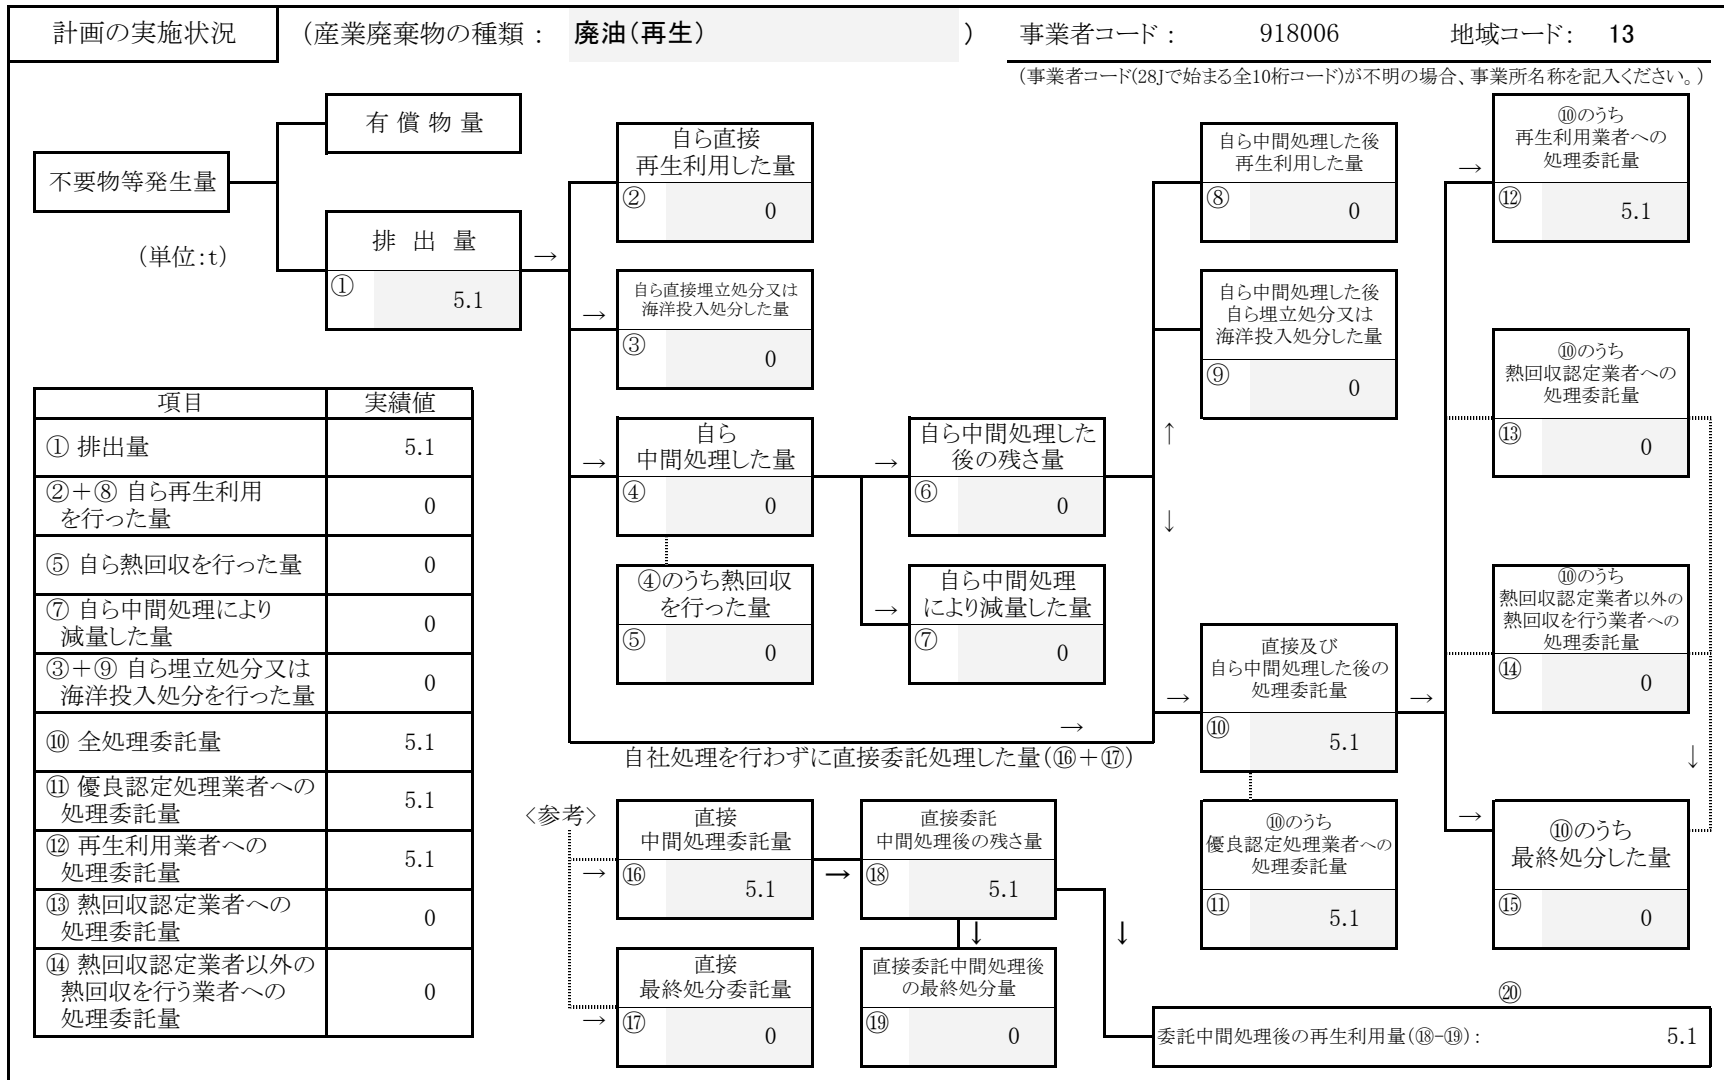 計画の実施状況
(産業廃棄物の種類： 廃油(再生) )
事業者コード： 918006
地域コード： 13
(事業者コード(28Jで始まる全10桁コード)が不明の場合、事業所名称を記入ください。)
不要物等発生量
(単位:t)
有償物量
排出量
→
① 5.1
自ら直接
再生利用した量
② 0
→
自ら直接埋立処分又は
海洋投入処分した量
③ 0
→
自ら
中間処理した量
④ 0
④のうち熱回収
を行った量
⑤ 0
→
自ら中間処理した
後の残さ量
⑥ 0
→
自ら中間処理
により減量した量
⑦ 0
↑
↓
自ら中間処理した後
再生利用した量
⑧ 0
自ら中間処理した後
自ら埋立処分又は
海洋投入処分した量
⑨ 0
→
自社処理を行わずに直接委託処理した量(⑯＋⑰)
→
直接及び
自ら中間処理した後の
処理委託量
⑩ 5.1
⑩のうち
優良認定処理業者への
処理委託量
⑪ 5.1
→
→
⑩のうち
再生利用業者への
処理委託量
⑫ 5.1
⑩のうち
熱回収認定業者への
処理委託量
⑬ 0
⑩のうち
熱回収認定業者以外の
熱回収を行う業者への
処理委託量
⑭ 0
↓
→
⑩のうち
最終処分した量
⑮ 0
<参考>
→
直接
中間処理委託量
⑯ 5.1
→
直接委託
中間処理後の残さ量
⑱ 5.1
↓
↓
→
直接
最終処分委託量
⑰ 0
直接委託中間処理後
の最終処分量
⑲ 0
⑳
委託中間処理後の再生利用量(⑱-⑲)： 5.1
項目 実績値
① 排出量 5.1
②＋⑧ 自ら再生利用
を行った量 0
⑤ 自ら熱回収を行った量 0
⑦ 自ら中間処理により
減量した量 0
③＋⑨ 自ら埋立処分又は
海洋投入処分を行った量 0
⑩ 全処理委託量 5.1
⑪ 優良認定処理業者への
処理委託量 5.1
⑫ 再生利用業者への
処理委託量 5.1
⑬ 熱回収認定業者への
処理委託量 0
⑭ 熱回収認定業者以外の
熱回収を行う業者への
処理委託量 0